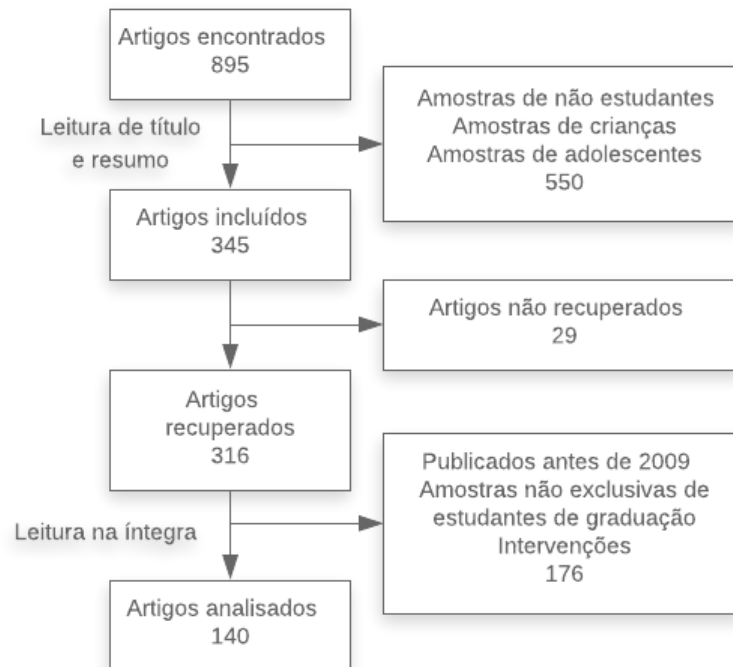 Artigos encontrados
895
Leitura de título
e resumo
Amostras de não estudantes
Amostras de crianças
Amostras de adolescentes
550
Artigos incluídos
345
Artigos não recuperados
29
Artigos
recuperados
316
Leitura na íntegra
Publicados antes de 2009
Amostras não exclusivas de
estudantes de graduação
Intervenções
176
Artigos analisados
140